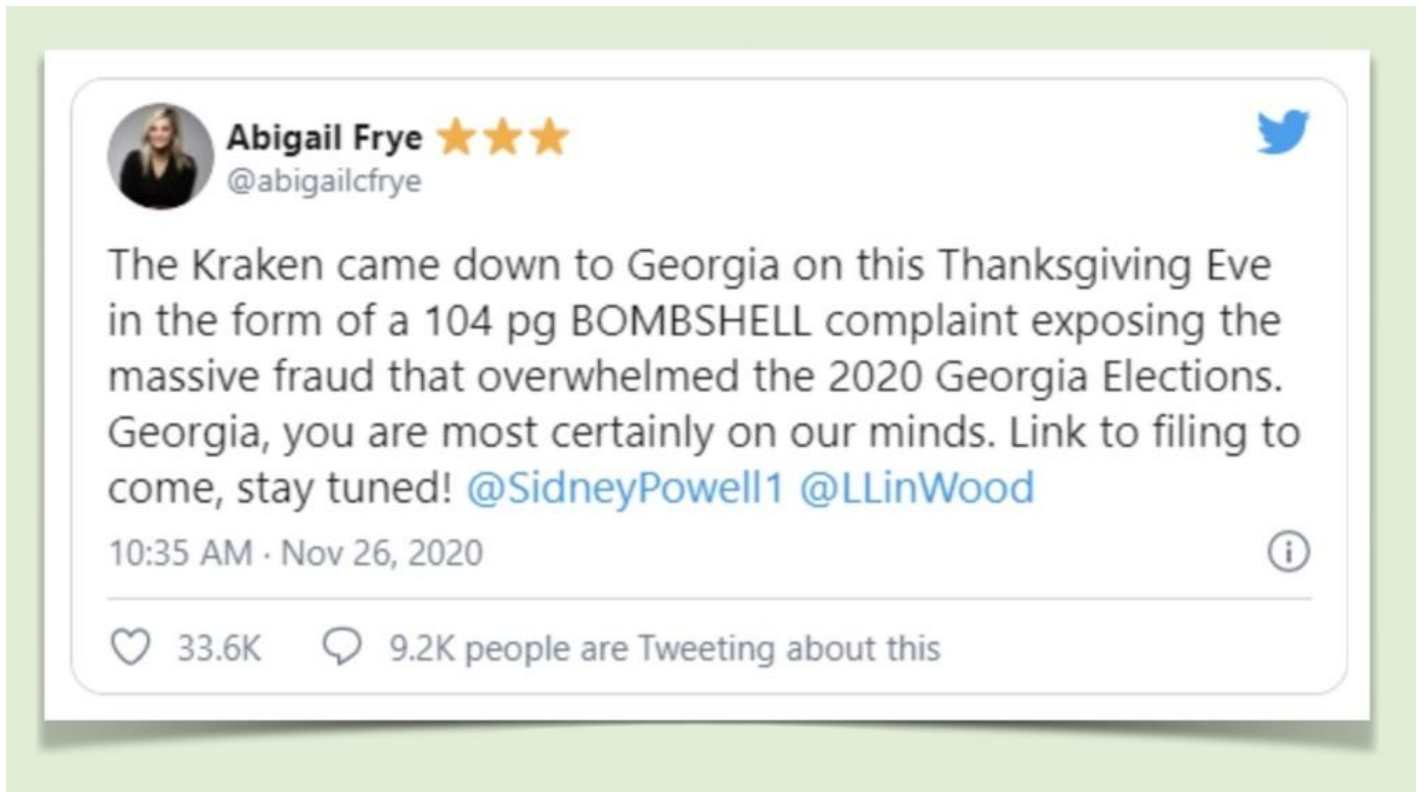 Abigail Frye ⭐⭐⭐
@abigailcfrye
The Kraken came down to Georgia on this Thanksgiving Eve
in the form of a 104 pg BOMBSHELL complaint exposing the
massive fraud that overwhelmed the 2020 Georgia Elections.
Georgia, you are most certainly on our minds. Link to filing to
come, stay tuned! @SidneyPowell1 @LLinWood
10:35 AM · Nov 26, 2020
33.6K 9.2K people are Tweeting about this